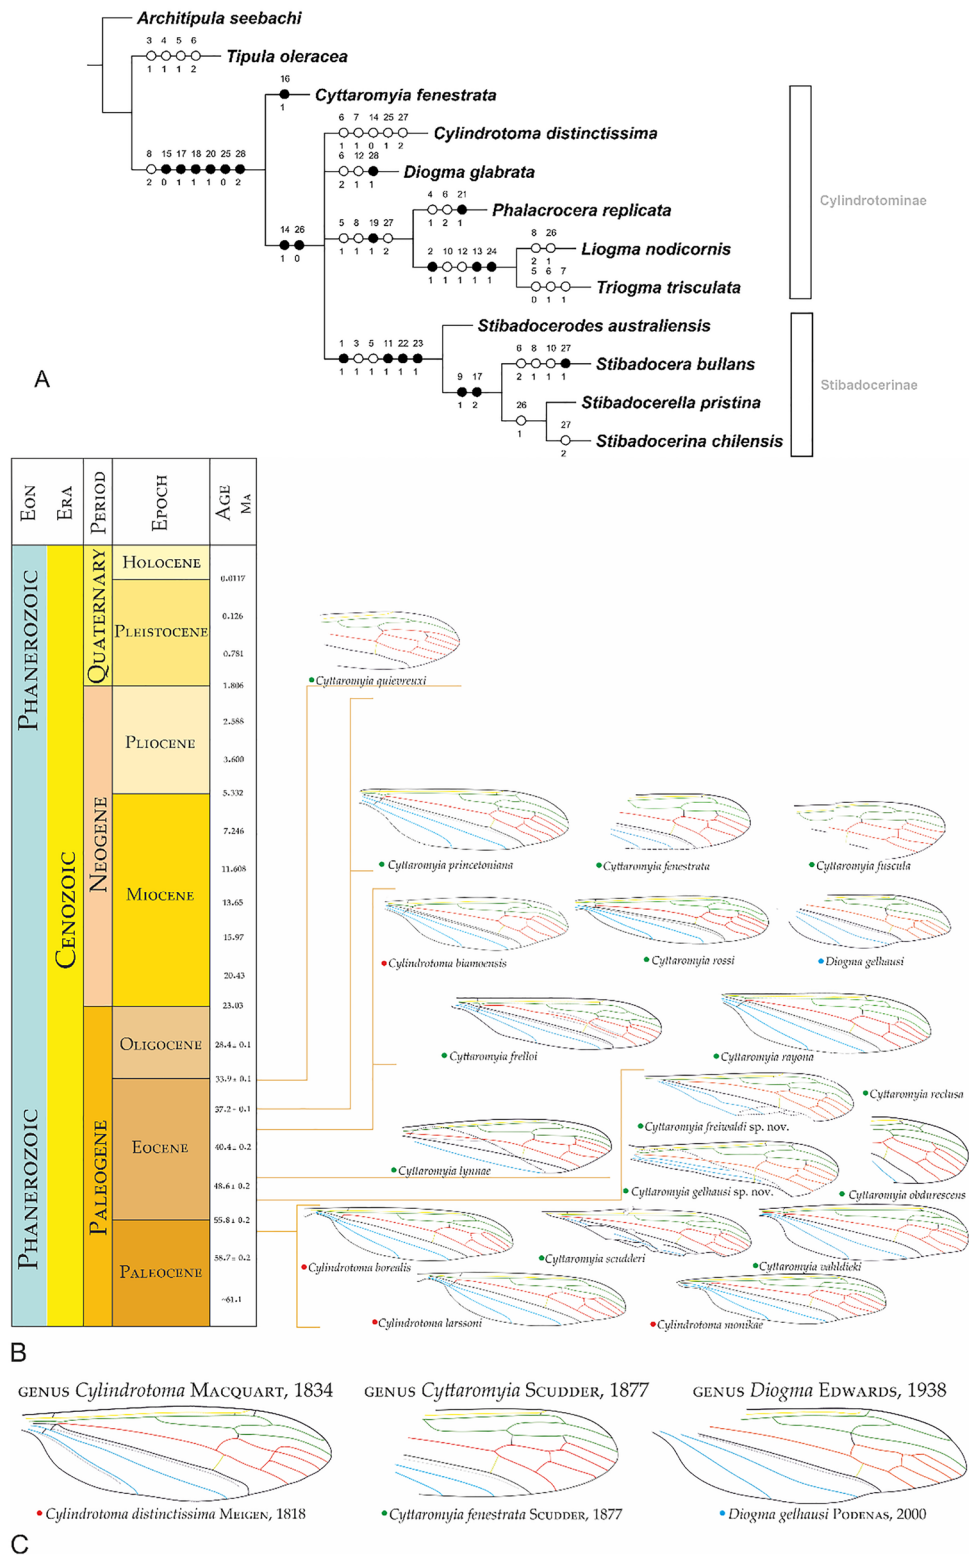 Architipula seebachi
3 4 5 6
Tipula oleracea
1 1 1 2
16
Cyttaromyia fenestrata
1
6 7 14 25 27
Cylindrotoma distinctissima
1 1 0 1 2
8 15 17 18 20 25 28
6 12 28
Diogma glabrata
2 0 1 1 1 0 2
2 1 1
4 6 21
Phalacrocera replicata
1 2 1
Cylindrotominae
14 26
5 8 19 27
1 0
1 1 1 2
8 26
Liogma nodicornis
2 1
2 10 12 13 24
1 1 1 1 1
5 6 7
Triogma trisculata
0 1 1
Stibadocerodes australiensis
1 3 5 11 22 23
1 1 1 1 1 1
6 8 10 27
Stibadocera bullans
2 1 1 1
9 17
1 2
Stibadocerinae
A
26
1
Stibadocerella pristina
27
Stibadocerina chilensis
2
EON
ERA
PERIOD
EPOCH
AGE
MA
PHANEROZOIC
PHANEROZOIC
CENOZOIC
QUATERNARY
NEOGENE
PALEOGENE
HOLOCENE
0.0117
0.126
PLEISTOCENE
0.781
1.806
2.588
PLIOCENE
3.600
5.332
7.246
11.608
MIOCENE
13.65
15.97
20.43
23.03
OLIGOCENE
28.4± 0.1
33.9± 0.1
37.2± 0.1
EOCENE
40.4± 0.2
48.6± 0.2
55.8± 0.2
58.7± 0.2
PALEOCENE
~61.1
Cyttaromyia quievreuxi
Cyttaromyia princetoniana
Cyttaromyia fenestrata
Cyttaromyia fuscula
Cylindrotoma biamoensis
Cyttaromyia rossi
Diogma gelhausi
Cyttaromyia frelloi
Cyttaromyia rayona
Cyttaromyia reclusa
Cyttaromyia freiwaldi sp. nov.
Cyttaromyia lynnae
Cyttaromyia gelhausi sp. nov.
Cyttaromyia obdurescens
Cylindrotoma borealis
Cyttaromyia scudderi
Cyttaromyia vahldieki
Cylindrotoma larssoni
Cylindrotoma monikae
B
GENUS Cylindrotoma MACQUART, 1834
GENUS Cyttaromyia SCUDDER, 1877
GENUS Diogma EDWARDS, 1938
Cylindrotoma distinctissima MEIGEN, 1818
Cyttaromyia fenestrata SCUDDER, 1877
Diogma gelhausi PODENAS, 2000
C